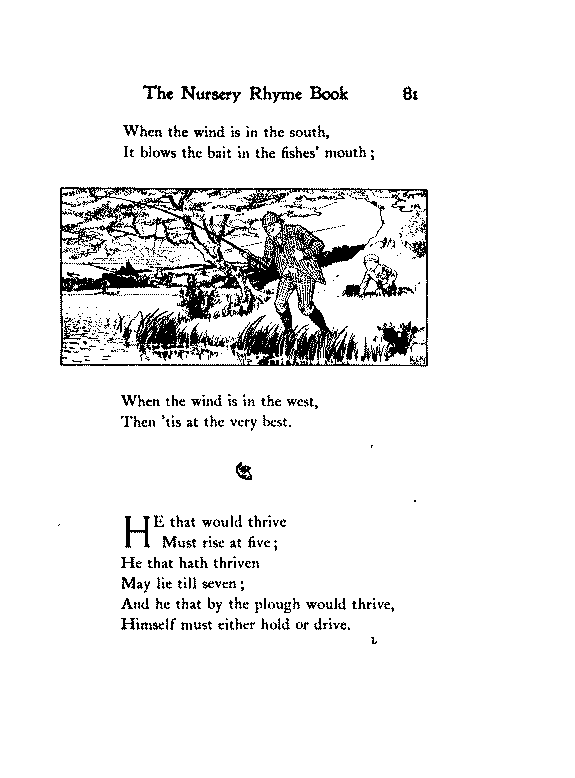 The Nursery Rhyme Book 81
When the wind is in the south,
It blows the bait in the fishes' mouth ;
When the wind is in the west,
Then 'tis at the very best.
HE that would thrive
Must rise at five ;
He that hath thriven
May lie till seven ;
And he that by the plough would thrive,
Himself must either hold or drive.
L